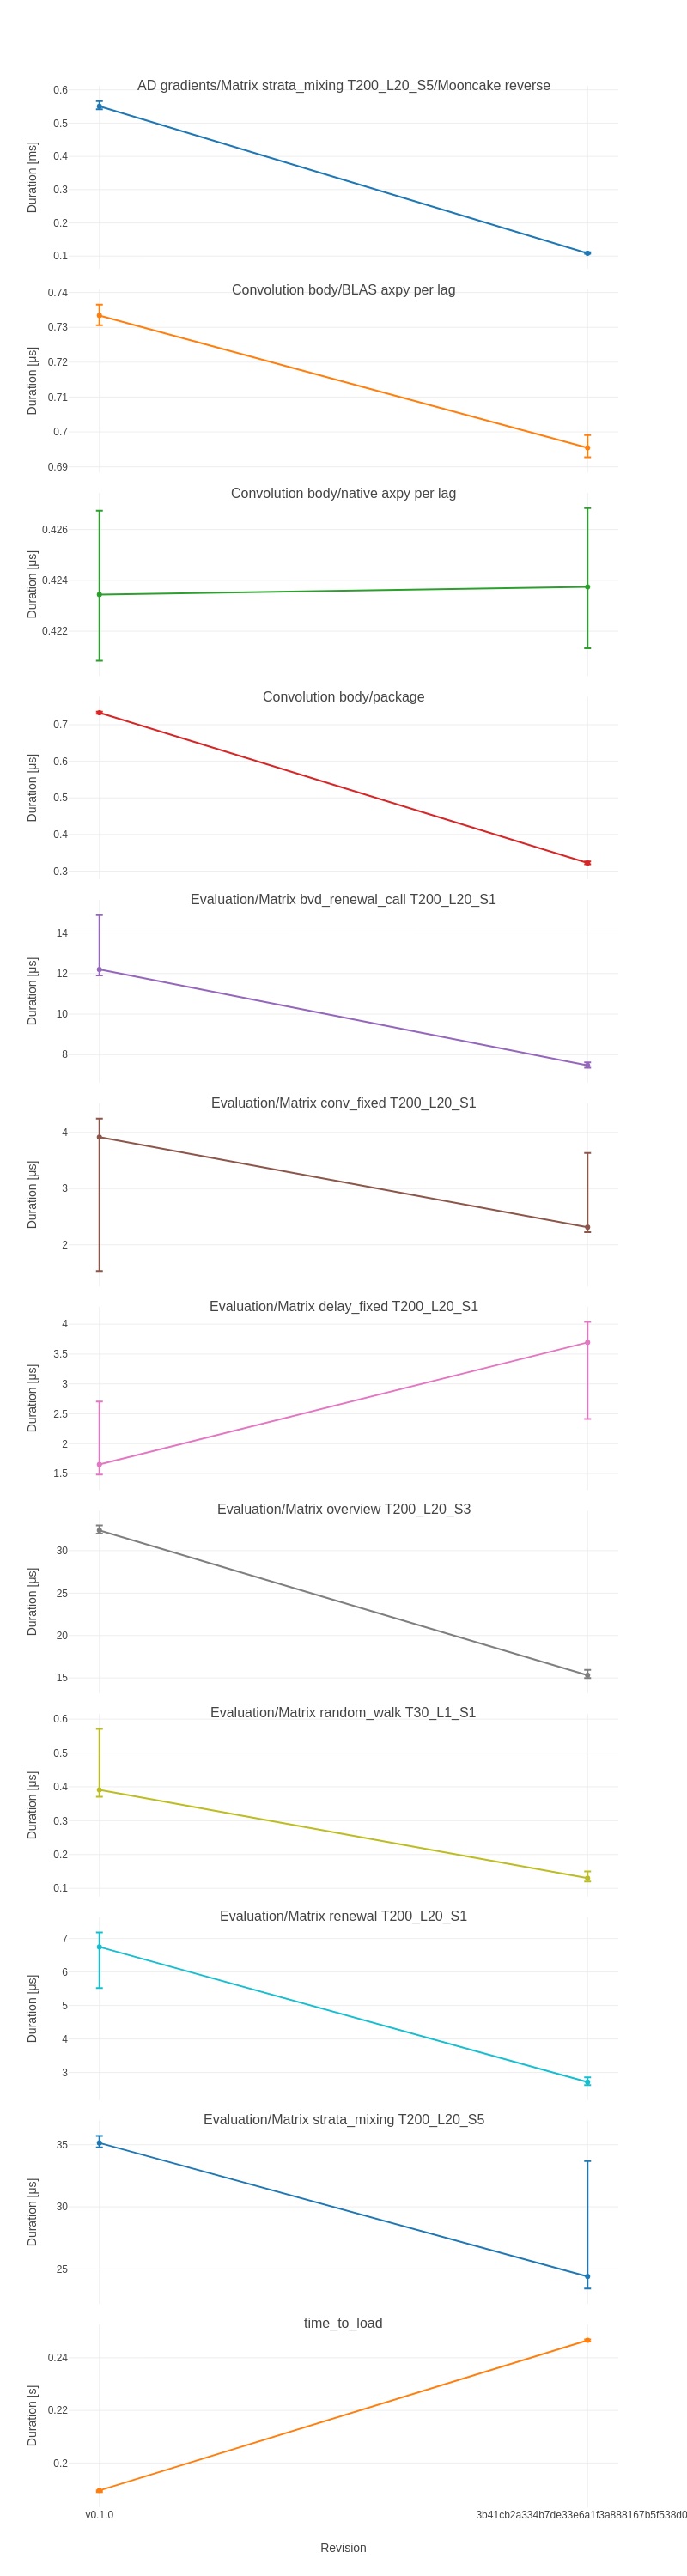 AD gradients/Matrix strata_mixing T200_L20_S5/Mooncake reverse
Duration [ms]
0.6
0.5
0.4
0.3
0.2
0.1
Convolution body/BLAS axpy per lag
Duration [μs]
0.74
0.73
0.72
0.71
0.7
0.69
Convolution body/native axpy per lag
Duration [μs]
0.426
0.424
0.422
Convolution body/package
Duration [μs]
0.7
0.6
0.5
0.4
0.3
Evaluation/Matrix bvd_renewal_call T200_L20_S1
Duration [μs]
14
12
10
8
Evaluation/Matrix conv_fixed T200_L20_S1
Duration [μs]
4
3
2
Evaluation/Matrix delay_fixed T200_L20_S1
Duration [μs]
4
3.5
3
2.5
2
1.5
Evaluation/Matrix overview T200_L20_S3
Duration [μs]
30
25
20
15
Evaluation/Matrix random_walk T30_L1_S1
Duration [μs]
0.6
0.5
0.4
0.3
0.2
0.1
Evaluation/Matrix renewal T200_L20_S1
Duration [μs]
7
6
5
4
3
Evaluation/Matrix strata_mixing T200_L20_S5
Duration [μs]
35
30
25
time_to_load
Duration [s]
0.24
0.22
0.2
v0.1.0
3b41cb2a334b7de33e6a1f3a888167b5f538d0
Revision